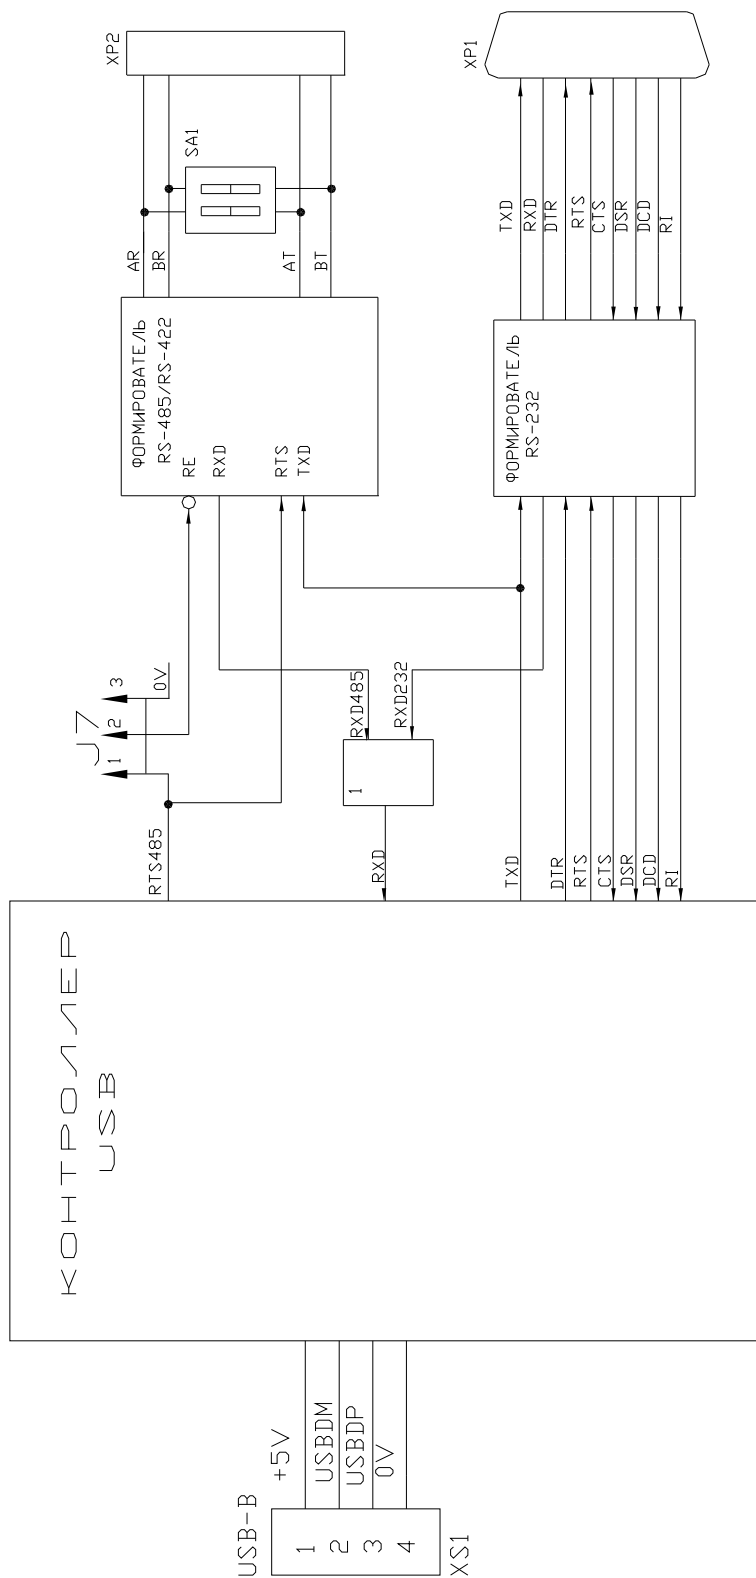 USB-B
1
2
3
4
XS1
+5V
USBDM
USBDP
0V
КОНТРОЛЛЕР
USB
RTS485
J7
1
2
3
0V
RXD
1
RXD485
RXD232
TXD
DTR
RTS
CTS
DSR
DCD
RI
ФОРМИРОВАТЕЛЬ
RS-485/RS-422
RE
RXD
RTS
TXD
AR
BR
AT
BT
SA1
XP2
ФОРМИРОВАТЕЛЬ
RS-232
TXD
RXD
DTR
RTS
CTS
DSR
DCD
RI
XP1